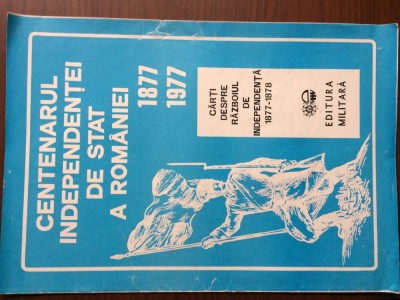 CENTENARUL
INDEPENDENȚEI
DE STAT
A ROMÂNIEI
1877
1977
CĂRȚI
DESPRE
RĂZBOIUL
DE
INDEPENDENȚĂ
1877-1878
EDITURA
MILITARĂ